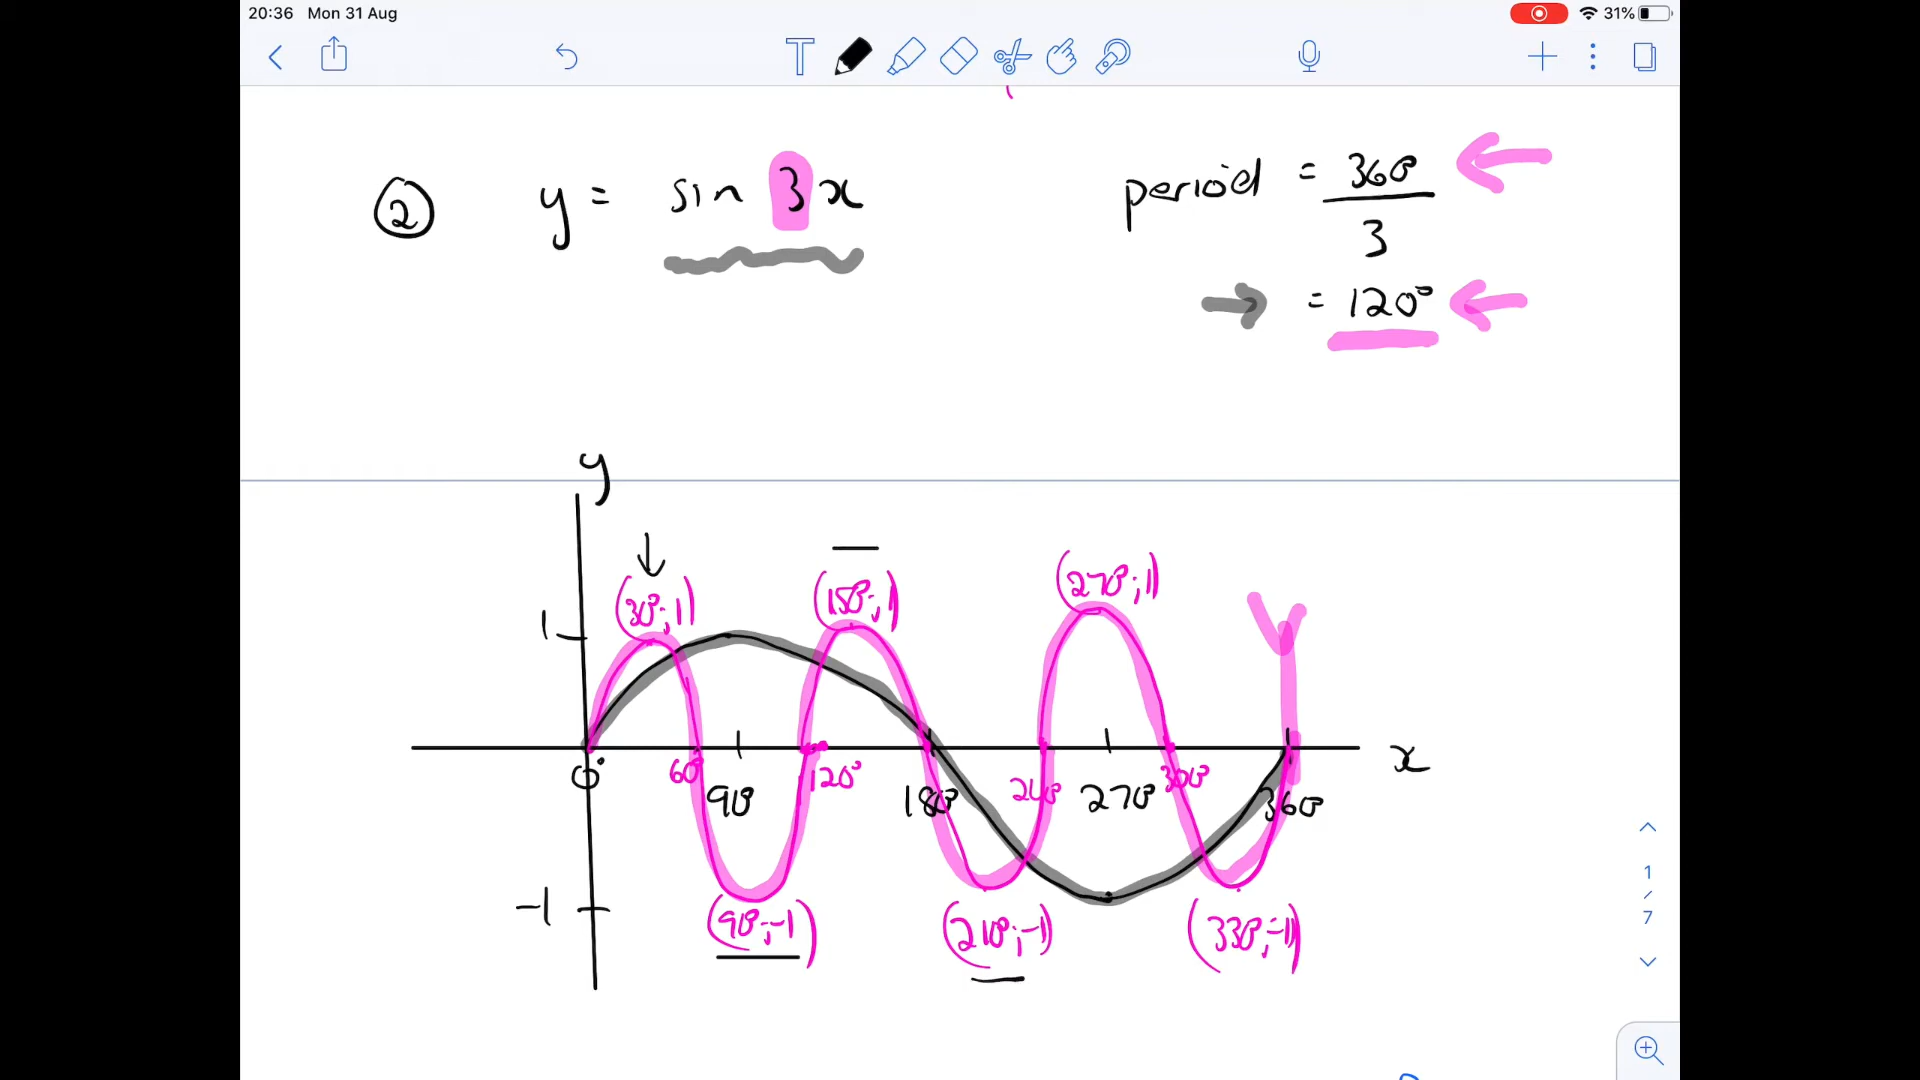 20:36 Mon 31 Aug
31%
T
② y = sin 3x
period = 360°
3
= 120°
y
(30°;1) (150°;1) (270°;1)
1
x
0° 60° 90° 120° 180° 240° 270° 300° 360°
-1
(90°;-1) (210°;-1) (330°;-1)
1
/
7